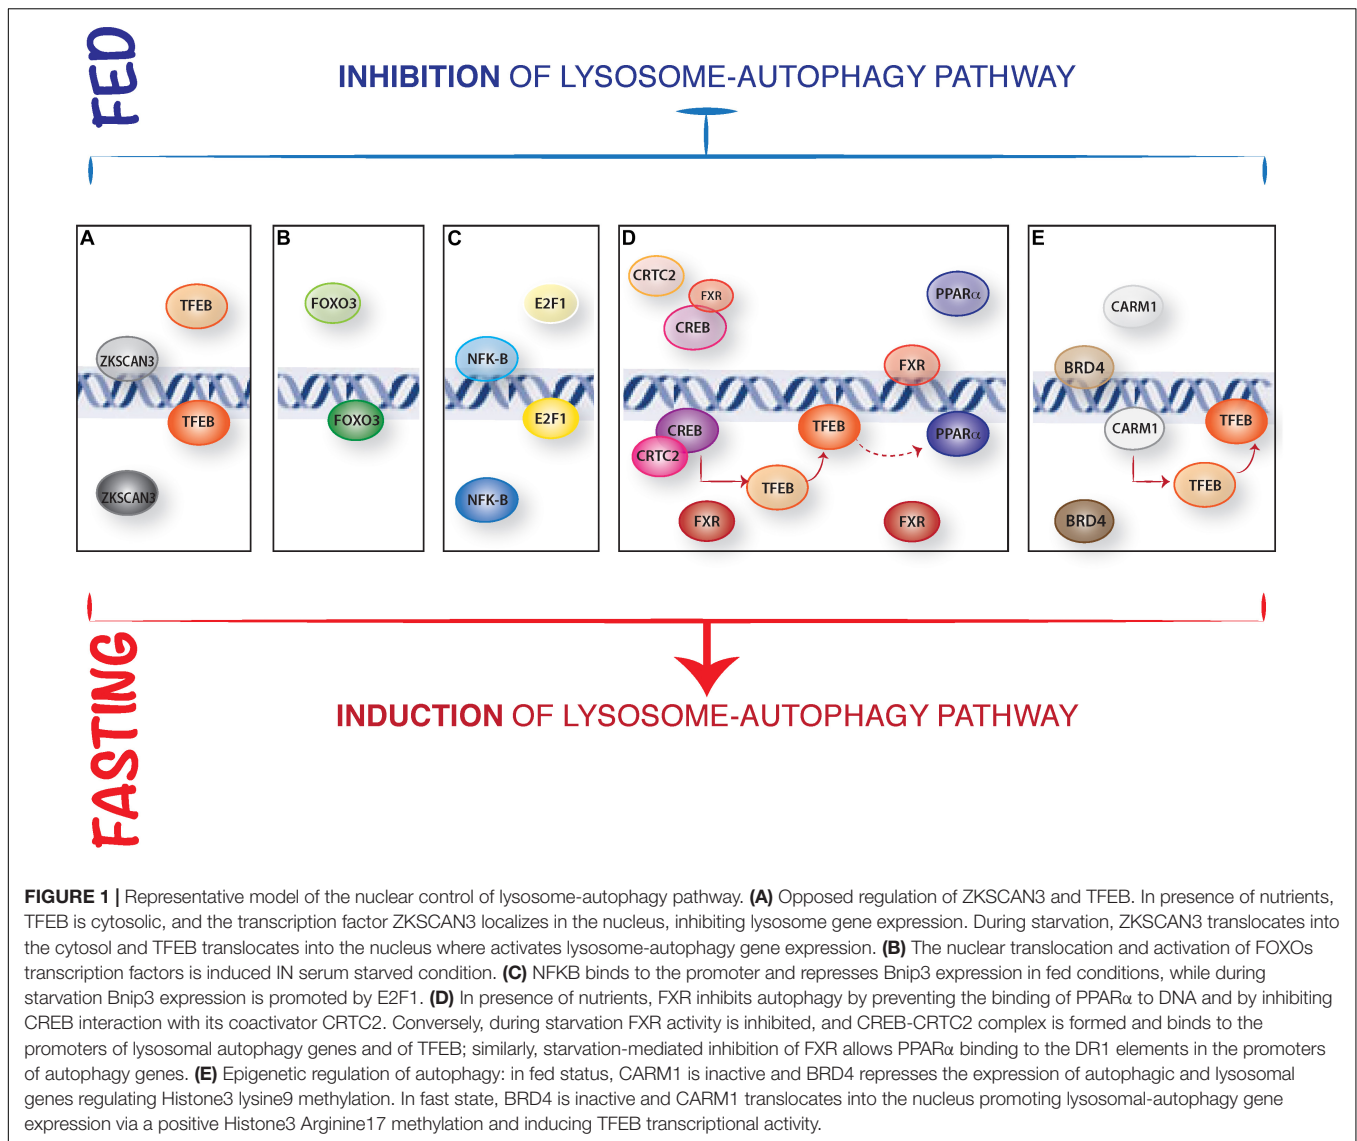 FED
INHIBITION OF LYSOSOME-AUTOPHAGY PATHWAY
A
TFEB
ZKSCAN3
TFEB
ZKSCAN3
B
FOXO3
FOXO3
C
E2F1
NFK-B
E2F1
NFK-B
D
CRTC2
FXR
CREB
PPARα
FXR
CREB
CRTC2
TFEB
PPARα
TFEB
FXR
FXR
E
CARM1
BRD4
CARM1
TFEB
TFEB
BRD4
FASTING
INDUCTION OF LYSOSOME-AUTOPHAGY PATHWAY
FIGURE 1 | Representative model of the nuclear control of lysosome-autophagy pathway. (A) Opposed regulation of ZKSCAN3 and TFEB. In presence of nutrients,
TFEB is cytosolic, and the transcription factor ZKSCAN3 localizes in the nucleus, inhibiting lysosome gene expression. During starvation, ZKSCAN3 translocates into
the cytosol and TFEB translocates into the nucleus where activates lysosome-autophagy gene expression. (B) The nuclear translocation and activation of FOXOs
transcription factors is induced IN serum starved condition. (C) NFKB binds to the promoter and represses Bnip3 expression in fed conditions, while during
starvation Bnip3 expression is promoted by E2F1. (D) In presence of nutrients, FXR inhibits autophagy by preventing the binding of PPARα to DNA and by inhibiting
CREB interaction with its coactivator CRTC2. Conversely, during starvation FXR activity is inhibited, and CREB-CRTC2 complex is formed and binds to the
promoters of lysosomal autophagy genes and of TFEB; similarly, starvation-mediated inhibition of FXR allows PPARα binding to the DR1 elements in the promoters
of autophagy genes. (E) Epigenetic regulation of autophagy: in fed status, CARM1 is inactive and BRD4 represses the expression of autophagic and lysosomal
genes regulating Histone3 lysine9 methylation. In fast state, BRD4 is inactive and CARM1 translocates into the nucleus promoting lysosomal-autophagy gene
expression via a positive Histone3 Arginine17 methylation and inducing TFEB transcriptional activity.